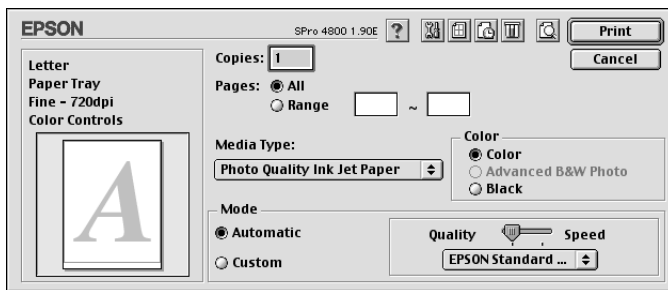 EPSON
SPro 4800 1.90E ?
Print
Cancel
Letter
Paper Tray
Fine - 720dpi
Color Controls
A
Copies: 1
Pages: All
Range ~
Media Type:
Photo Quality Ink Jet Paper
Color
Color
Advanced B&W Photo
Black
Mode
Automatic
Custom
Quality Speed
EPSON Standard ...